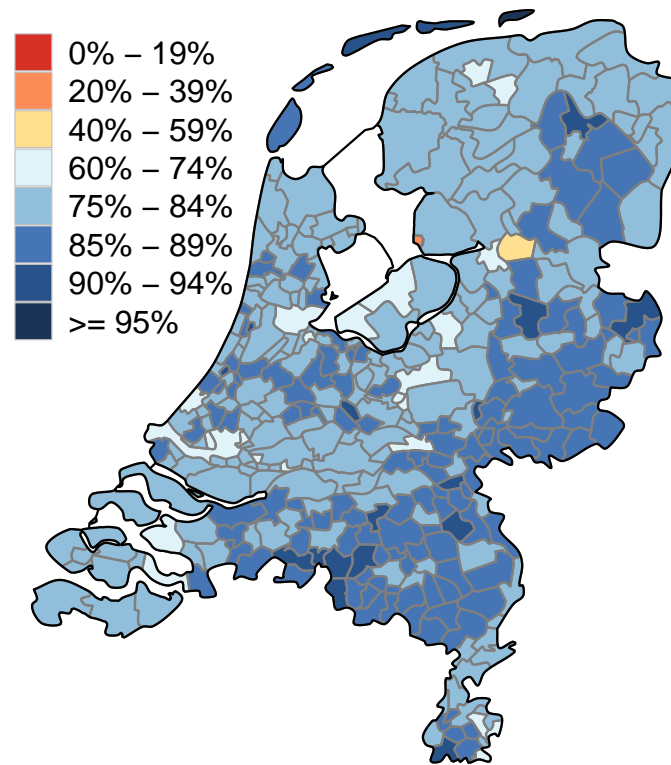 0% – 19%
20% – 39%
40% – 59%
60% – 74%
75% – 84%
85% – 89%
90% – 94%
>= 95%